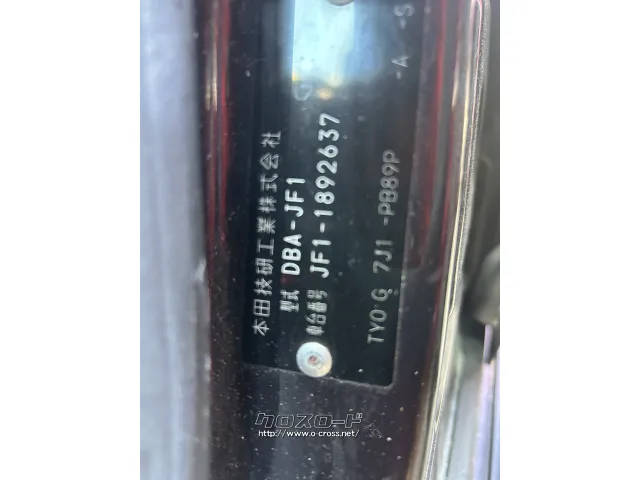 本田技研工業株式会社
型式 DBA-JF1
車台番号 JF1-1892637
TYO G 7J1 -PB89P
-A -S
クロスロード
http://www.o-cross.net/